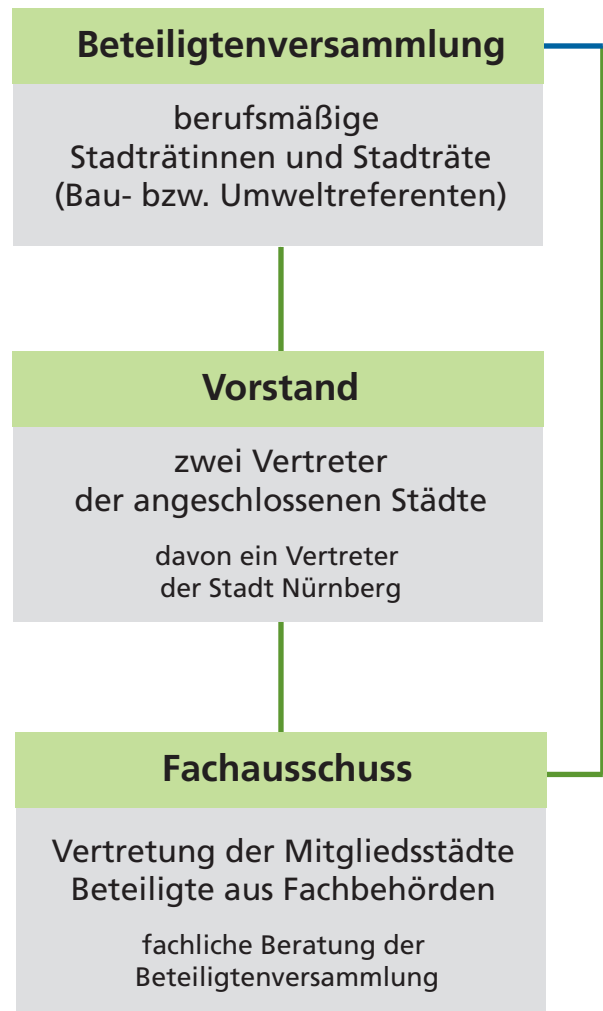 Beteiligtenversammlung
berufsmäßige
Stadträtinnen und Stadträte
(Bau- bzw. Umweltreferenten)
Vorstand
zwei Vertreter
der angeschlossenen Städte
davon ein Vertreter
der Stadt Nürnberg
Fachausschuss
Vertretung der Mitgliedsstädte
Beteiligte aus Fachbehörden
fachliche Beratung der
Beteiligtenversammlung